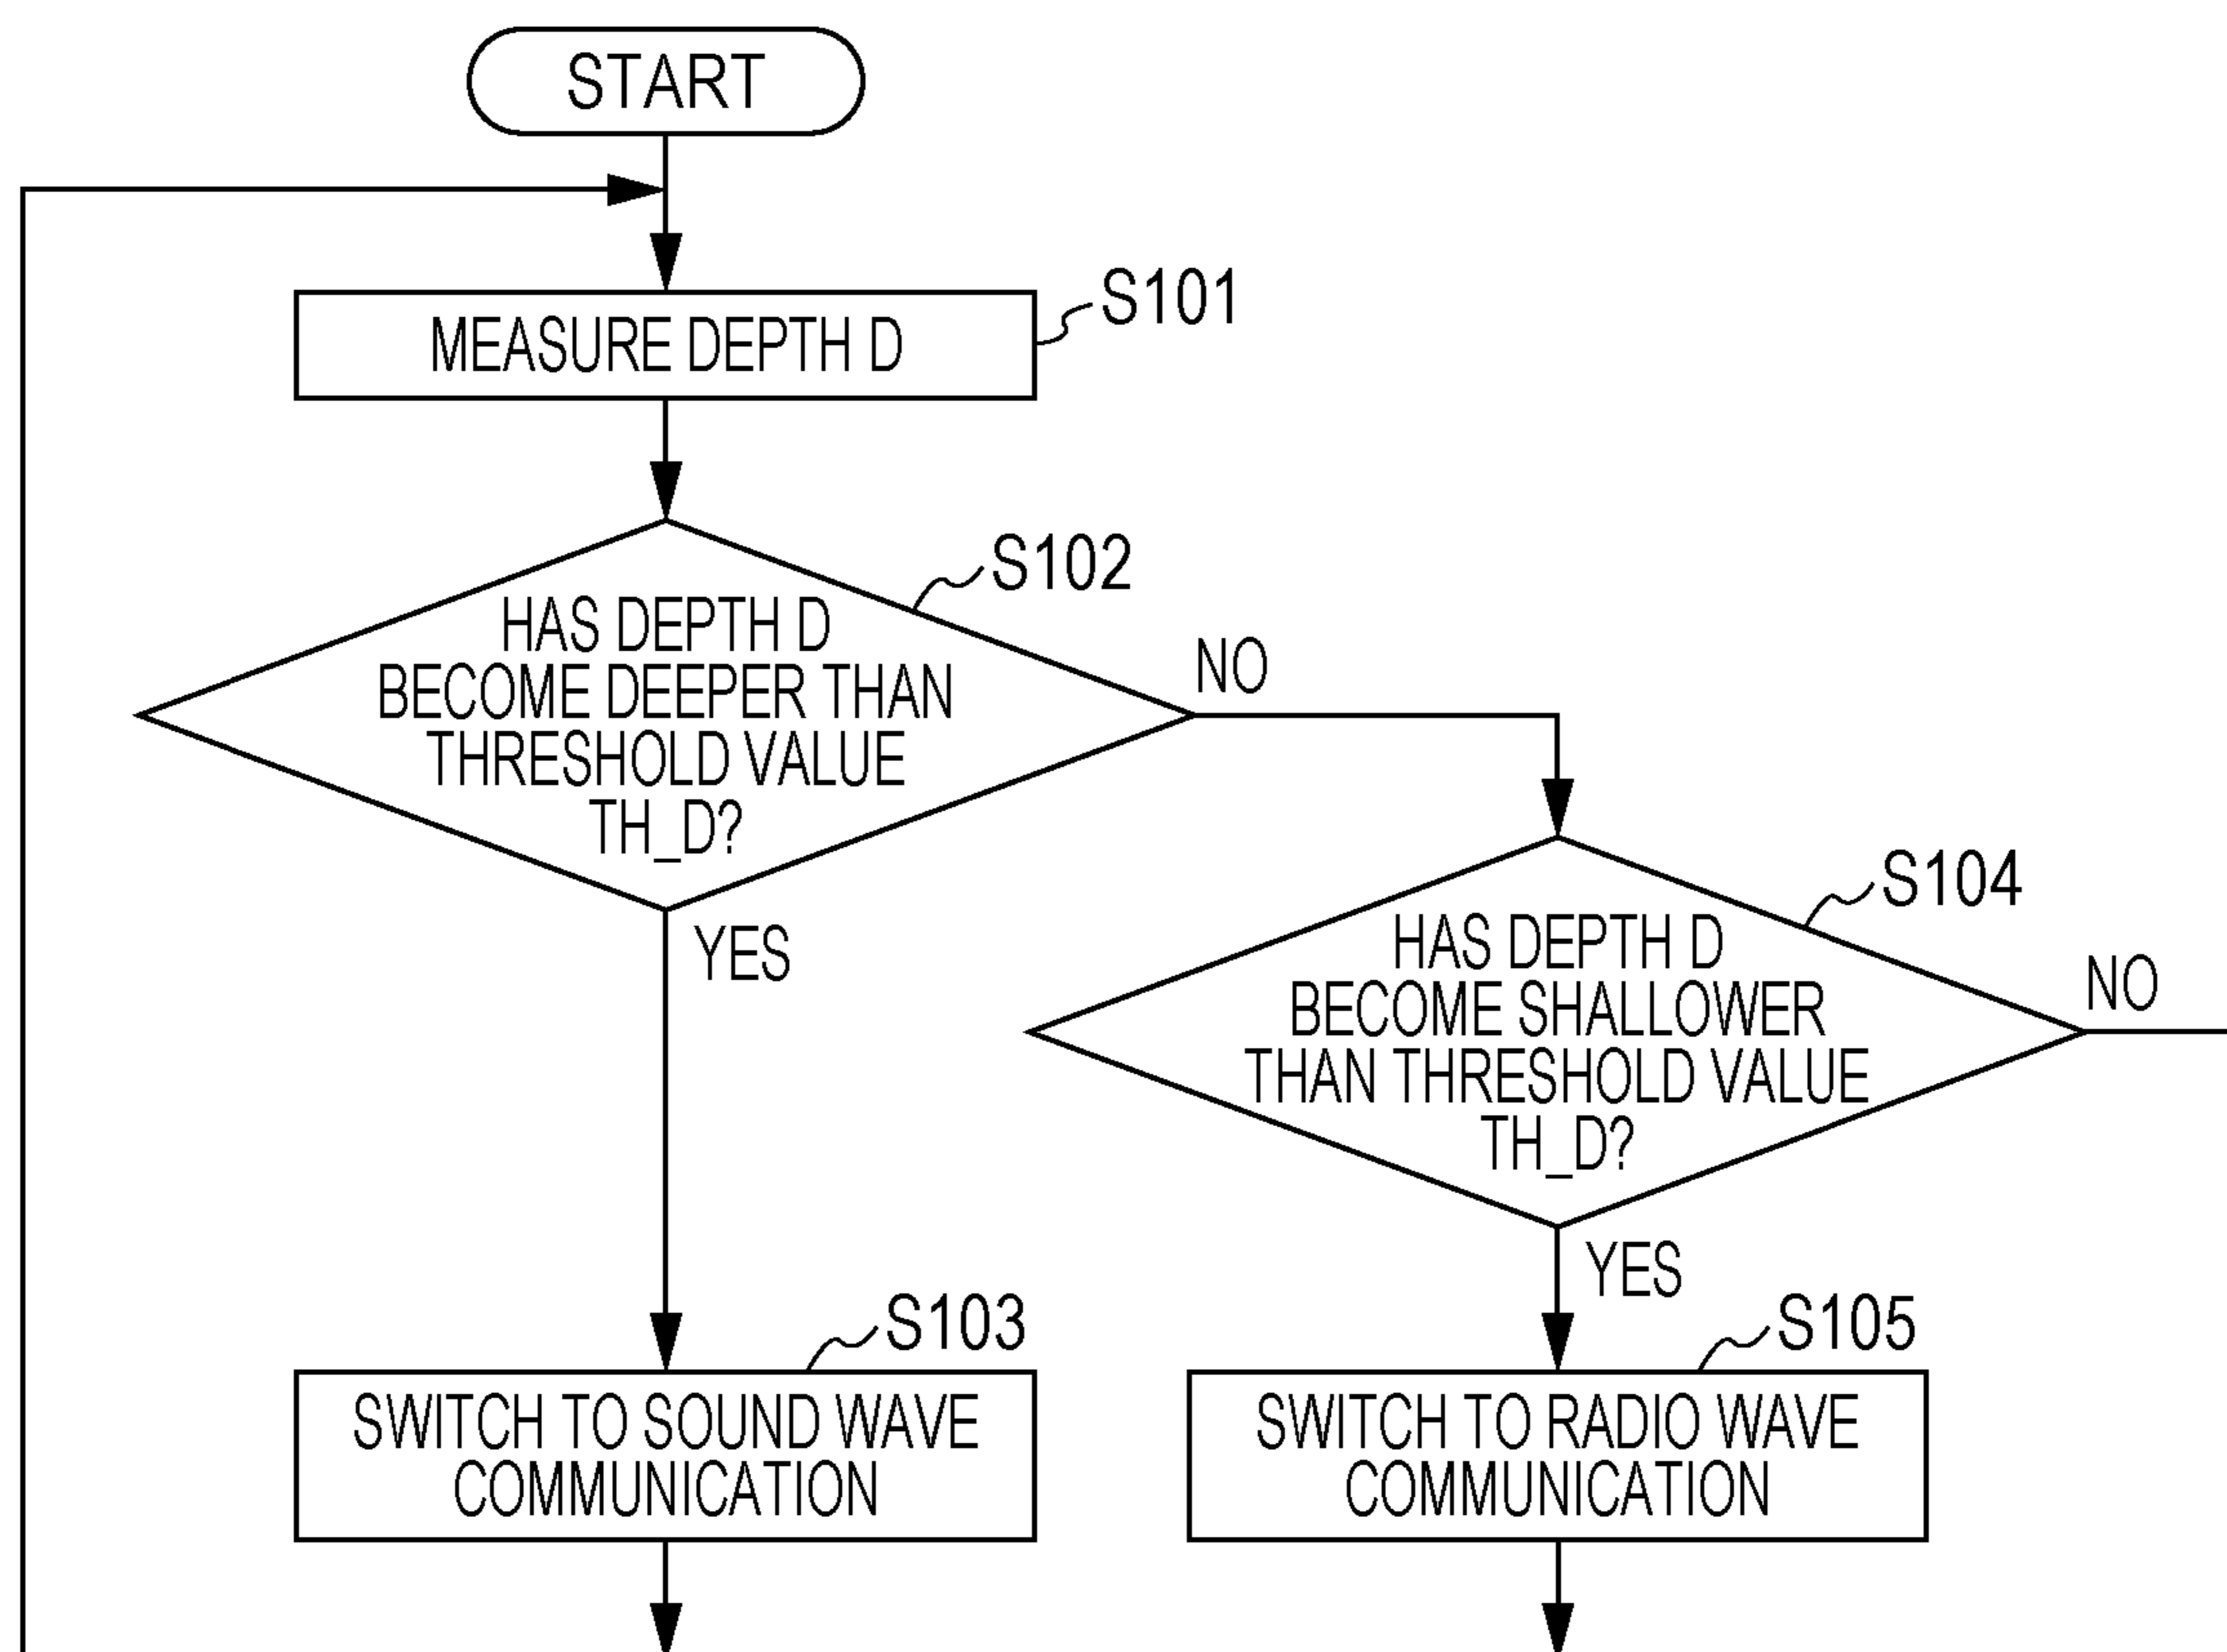 START
S101
MEASURE DEPTH D
S102
HAS DEPTH D
BECOME DEEPER THAN
THRESHOLD VALUE
TH_D?
NO
YES
S104
HAS DEPTH D
BECOME SHALLOWER
THAN THRESHOLD VALUE
TH_D?
NO
YES
S103
SWITCH TO SOUND WAVE
COMMUNICATION
S105
SWITCH TO RADIO WAVE
COMMUNICATION